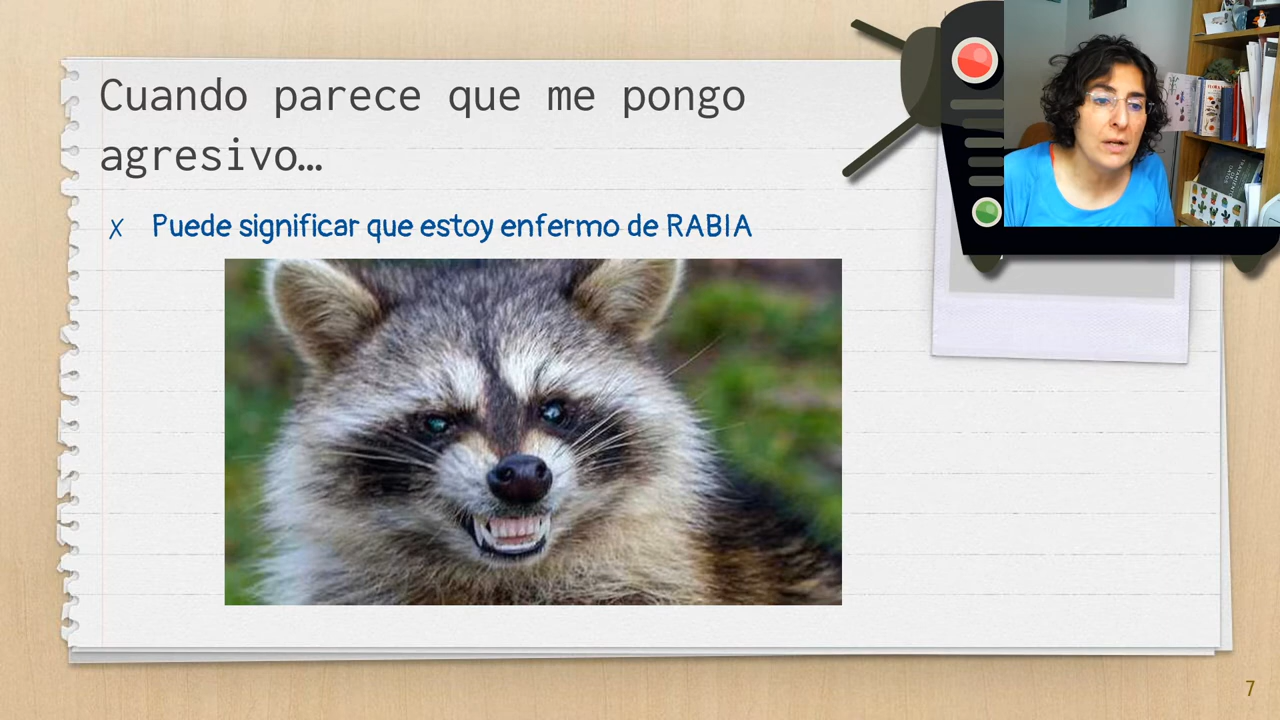 Cuando parece que me pongo
agresivo…
x Puede significar que estoy enfermo de RABIA
7